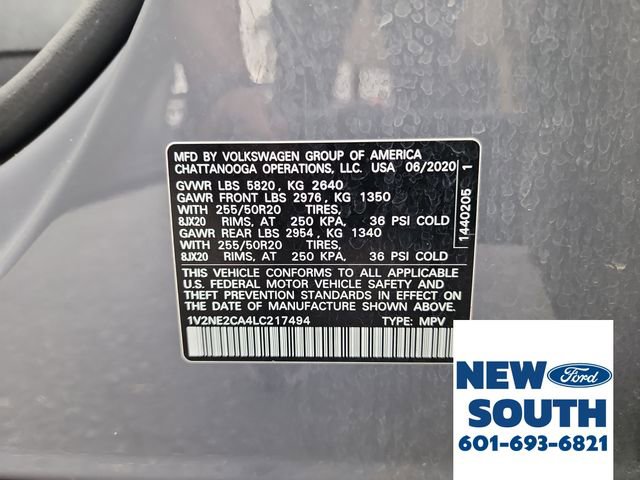 MFD BY VOLKSWAGEN GROUP OF AMERICA
CHATTANOOGA OPERATIONS, LLC. USA 06/2020
GVWR LBS 5820, KG 2640
GAWR FRONT LBS 2976, KG 1350
WITH 255/50R20 TIRES,
8JX20 RIMS, AT 250 KPA, 36 PSI COLD
GAWR REAR LBS 2954, KG 1340
WITH 255/50R20 TIRES,
8JX20 RIMS, AT 250 KPA, 36 PSI COLD
THIS VEHICLE CONFORMS TO ALL APPLICABLE
U.S. FEDERAL MOTOR VEHICLE SAFETY AND
THEFT PREVENTION STANDARDS IN EFFECT ON
THE DATE OF MANUFACTURE SHOWN ABOVE.
1V2NE2CA4LC217494 TYPE: MPV
1440205 1
NEW Ford
SOUTH
601-693-6821